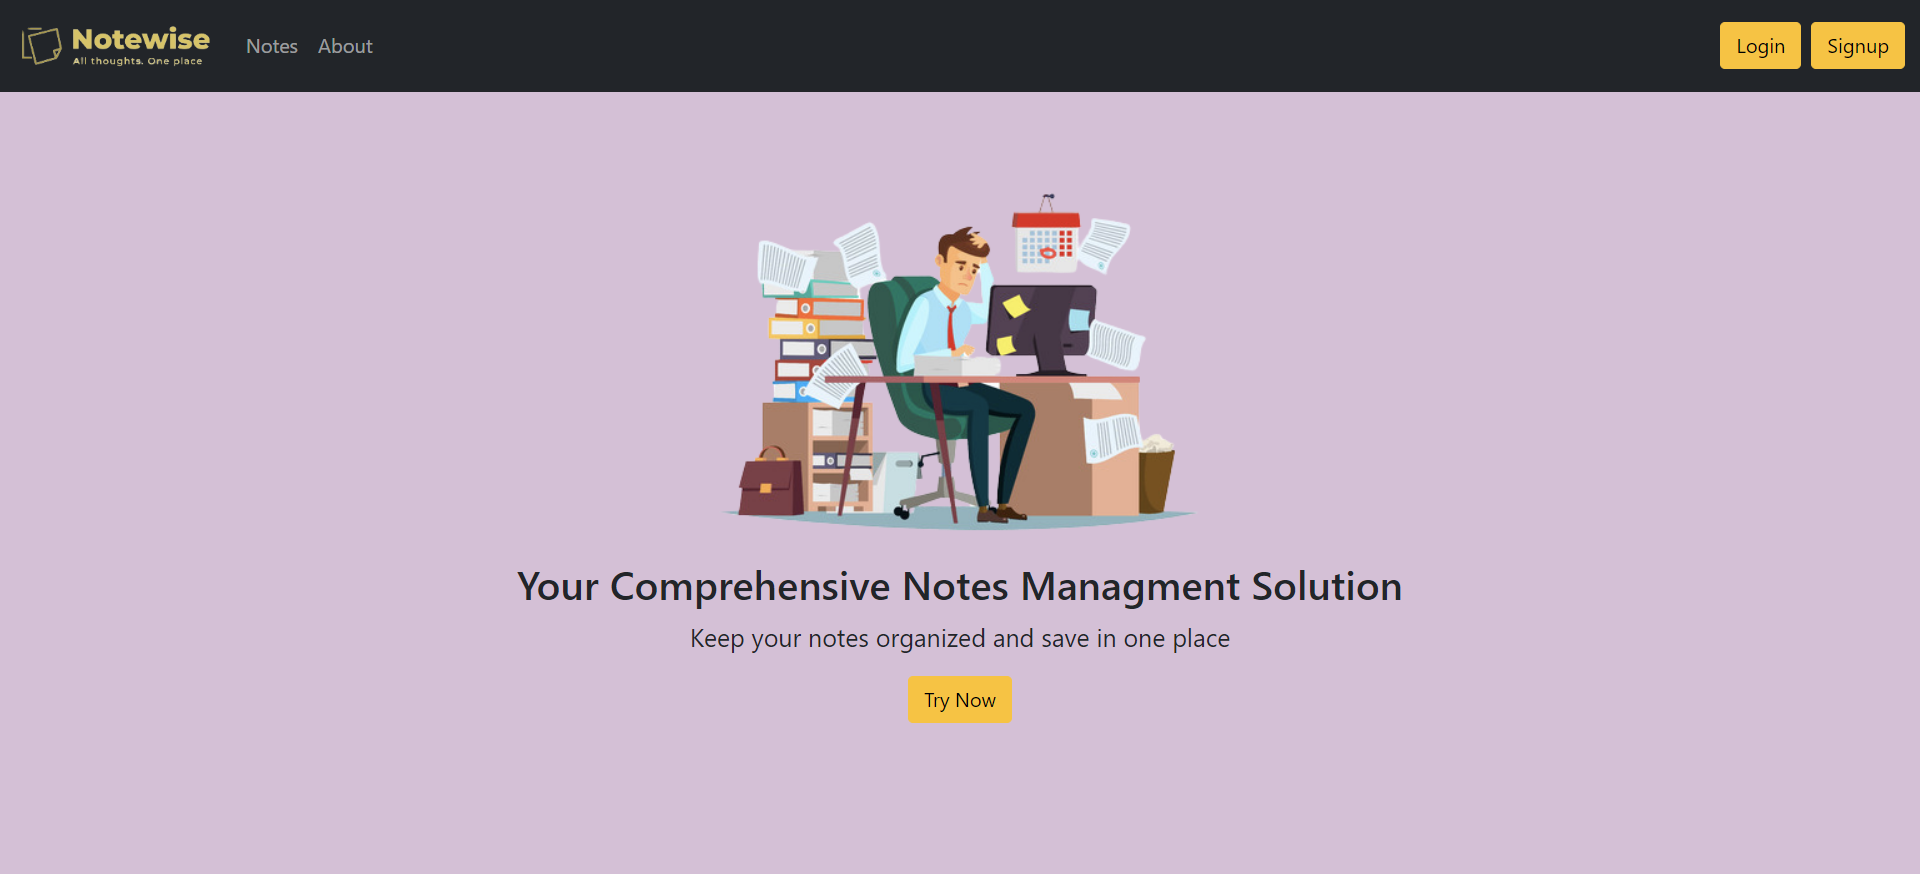 Notewise
All thoughts. One place
Notes
About
Login
Signup
Your Comprehensive Notes Managment Solution
Keep your notes organized and save in one place
Try Now